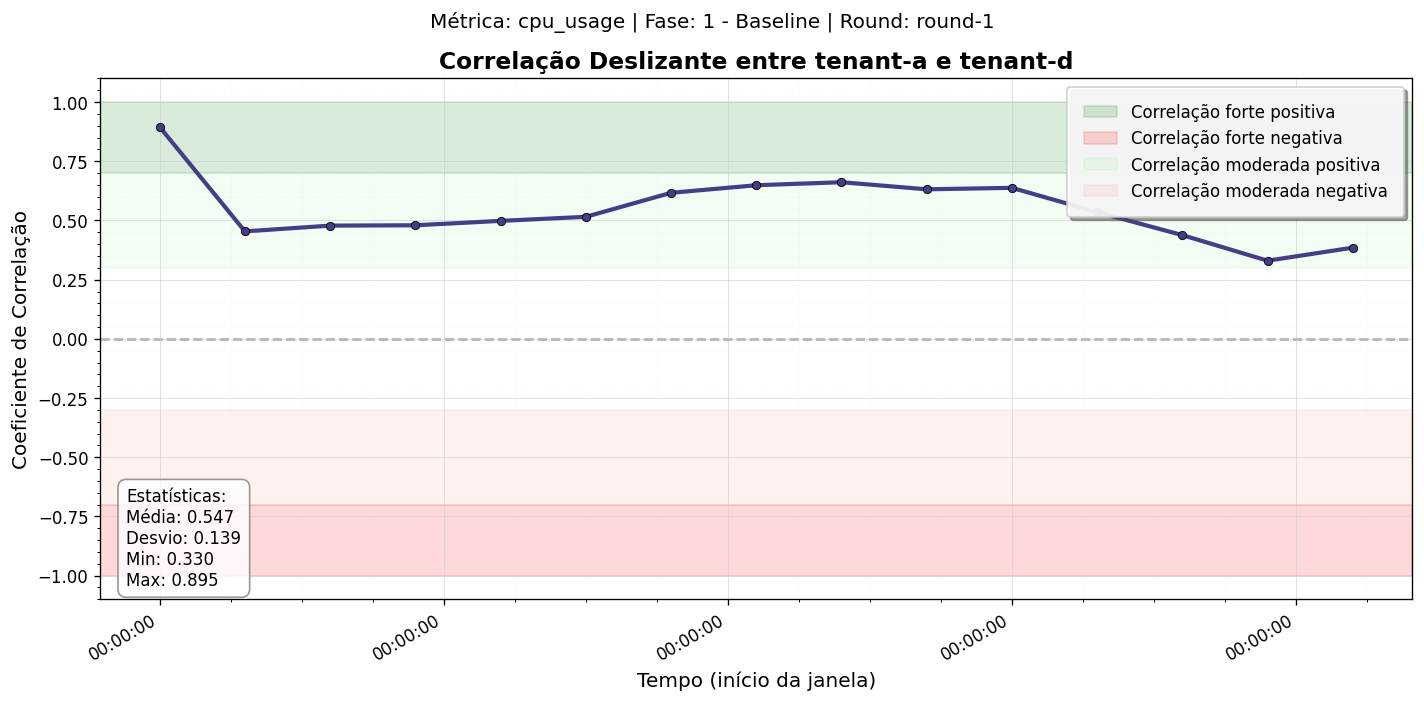 Métrica: cpu_usage | Fase: 1 - Baseline | Round: round-1
Correlação Deslizante entre tenant-a e tenant-d
Coeficiente de Correlação
1.00
0.75
0.50
0.25
0.00
−0.25
−0.50
−0.75
−1.00
Correlação forte positiva
Correlação forte negativa
Correlação moderada positiva
Correlação moderada negativa
Estatísticas:
Média: 0.547
Desvio: 0.139
Min: 0.330
Max: 0.895
00:00:00
00:00:00
00:00:00
00:00:00
00:00:00
Tempo (início da janela)